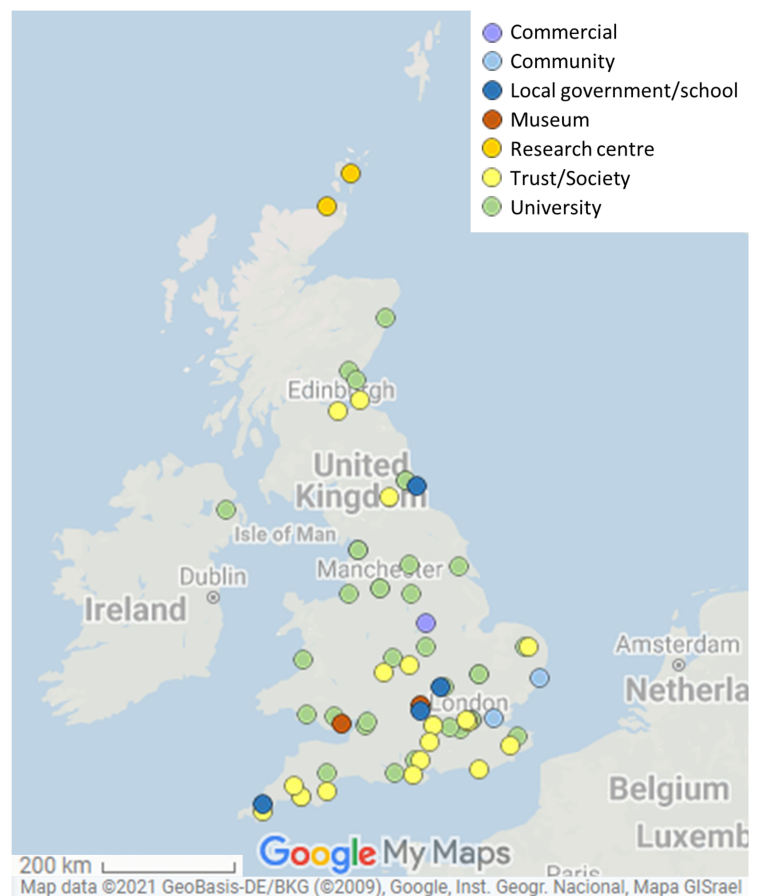 Commercial
Community
Local government/school
Museum
Research centre
Trust/Society
University
Edinburgh
United
Kingdom
Isle of Man
Manchester
Dublin
Ireland
Amsterdam
Netherla
London
Belgium
Luxemb
Google My Maps
Paris
200 km
Map data ©2021 GeoBasis-DE/BKG (©2009), Google, Inst. Geogr. Nacional, Mapa GISrael